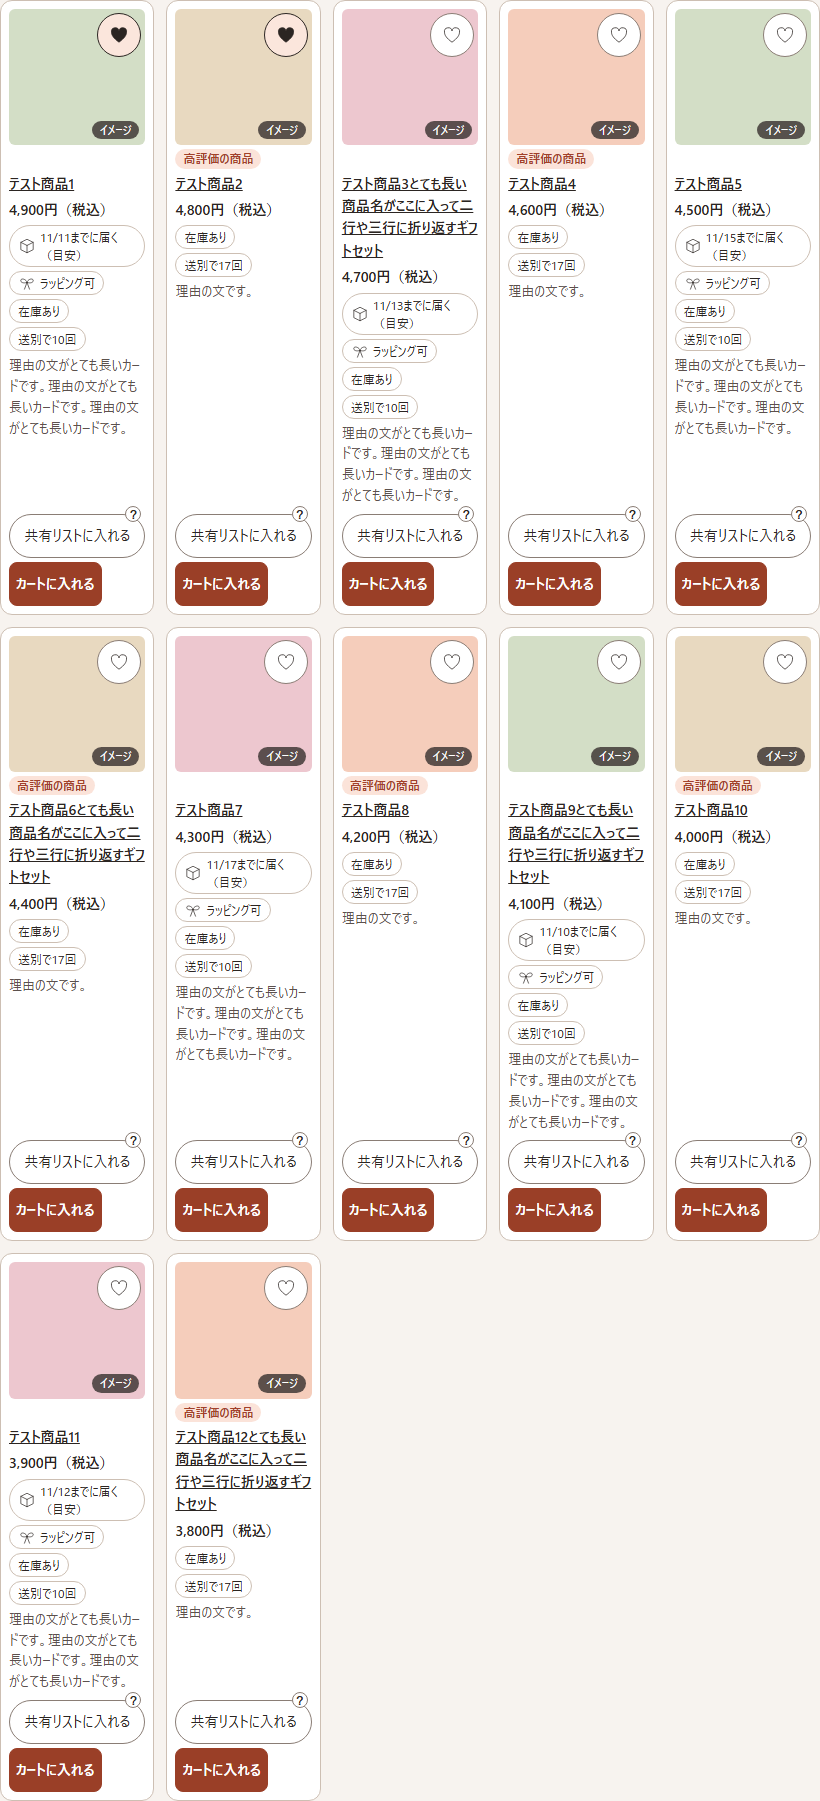 イメージ
テスト商品1
4,900円（税込）
11/11までに届く
（目安）
ラッピング可
在庫あり
送別で10回
理由の文がとても長いカー
ドです。理由の文がとても
長いカードです。理由の文
がとても長いカードです。
?
共有リストに入れる
カートに入れる
イメージ
高評価の商品
テスト商品2
4,800円（税込）
在庫あり
送別で17回
理由の文です。
?
共有リストに入れる
カートに入れる
イメージ
テスト商品3とても長い
商品名がここに入って二
行や三行に折り返すギフ
トセット
4,700円（税込）
11/13までに届く
（目安）
ラッピング可
在庫あり
送別で10回
理由の文がとても長いカー
ドです。理由の文がとても
長いカードです。理由の文
がとても長いカードです。
?
共有リストに入れる
カートに入れる
イメージ
高評価の商品
テスト商品4
4,600円（税込）
在庫あり
送別で17回
理由の文です。
?
共有リストに入れる
カートに入れる
イメージ
テスト商品5
4,500円（税込）
11/15までに届く
（目安）
ラッピング可
在庫あり
送別で10回
理由の文がとても長いカー
ドです。理由の文がとても
長いカードです。理由の文
がとても長いカードです。
?
共有リストに入れる
カートに入れる
イメージ
高評価の商品
テスト商品6とても長い
商品名がここに入って二
行や三行に折り返すギフ
トセット
4,400円（税込）
在庫あり
送別で17回
理由の文です。
?
共有リストに入れる
カートに入れる
イメージ
テスト商品7
4,300円（税込）
11/17までに届く
（目安）
ラッピング可
在庫あり
送別で10回
理由の文がとても長いカー
ドです。理由の文がとても
長いカードです。理由の文
がとても長いカードです。
?
共有リストに入れる
カートに入れる
イメージ
高評価の商品
テスト商品8
4,200円（税込）
在庫あり
送別で17回
理由の文です。
?
共有リストに入れる
カートに入れる
イメージ
テスト商品9とても長い
商品名がここに入って二
行や三行に折り返すギフ
トセット
4,100円（税込）
11/10までに届く
（目安）
ラッピング可
在庫あり
送別で10回
理由の文がとても長いカー
ドです。理由の文がとても
長いカードです。理由の文
がとても長いカードです。
?
共有リストに入れる
カートに入れる
イメージ
高評価の商品
テスト商品10
4,000円（税込）
在庫あり
送別で17回
理由の文です。
?
共有リストに入れる
カートに入れる
イメージ
テスト商品11
3,900円（税込）
11/12までに届く
（目安）
ラッピング可
在庫あり
送別で10回
理由の文がとても長いカー
ドです。理由の文がとても
長いカードです。理由の文
がとても長いカードです。
?
共有リストに入れる
カートに入れる
イメージ
高評価の商品
テスト商品12とても長い
商品名がここに入って二
行や三行に折り返すギフ
トセット
3,800円（税込）
在庫あり
送別で17回
理由の文です。
?
共有リストに入れる
カートに入れる